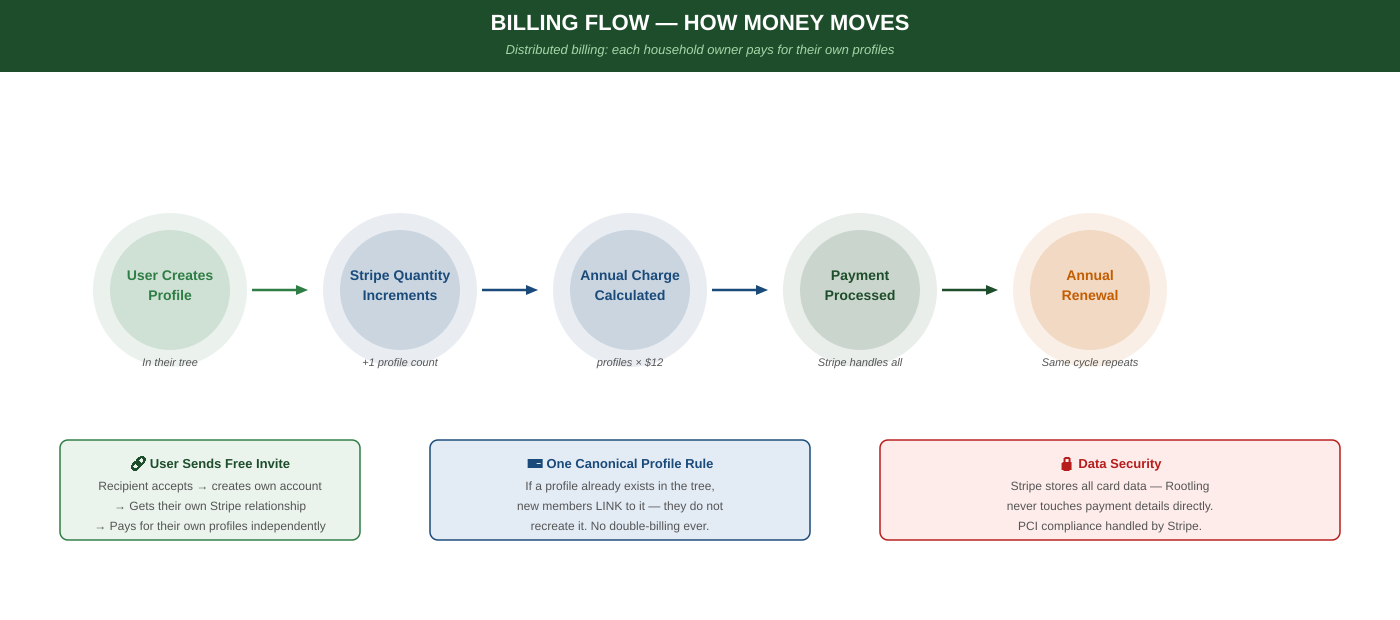 BILLING FLOW — HOW MONEY MOVES
Distributed billing: each household owner pays for their own profiles
User Creates
Profile
In their tree
Stripe Quantity
Increments
+1 profile count
Annual Charge
Calculated
profiles × $12
Payment
Processed
Stripe handles all
Annual
Renewal
Same cycle repeats
🔗 User Sends Free Invite
Recipient accepts → creates own account
→ Gets their own Stripe relationship
→ Pays for their own profiles independently
One Canonical Profile Rule
If a profile already exists in the tree,
new members LINK to it — they do not
recreate it. No double-billing ever.
🔒 Data Security
Stripe stores all card data — Rootling
never touches payment details directly.
PCI compliance handled by Stripe.